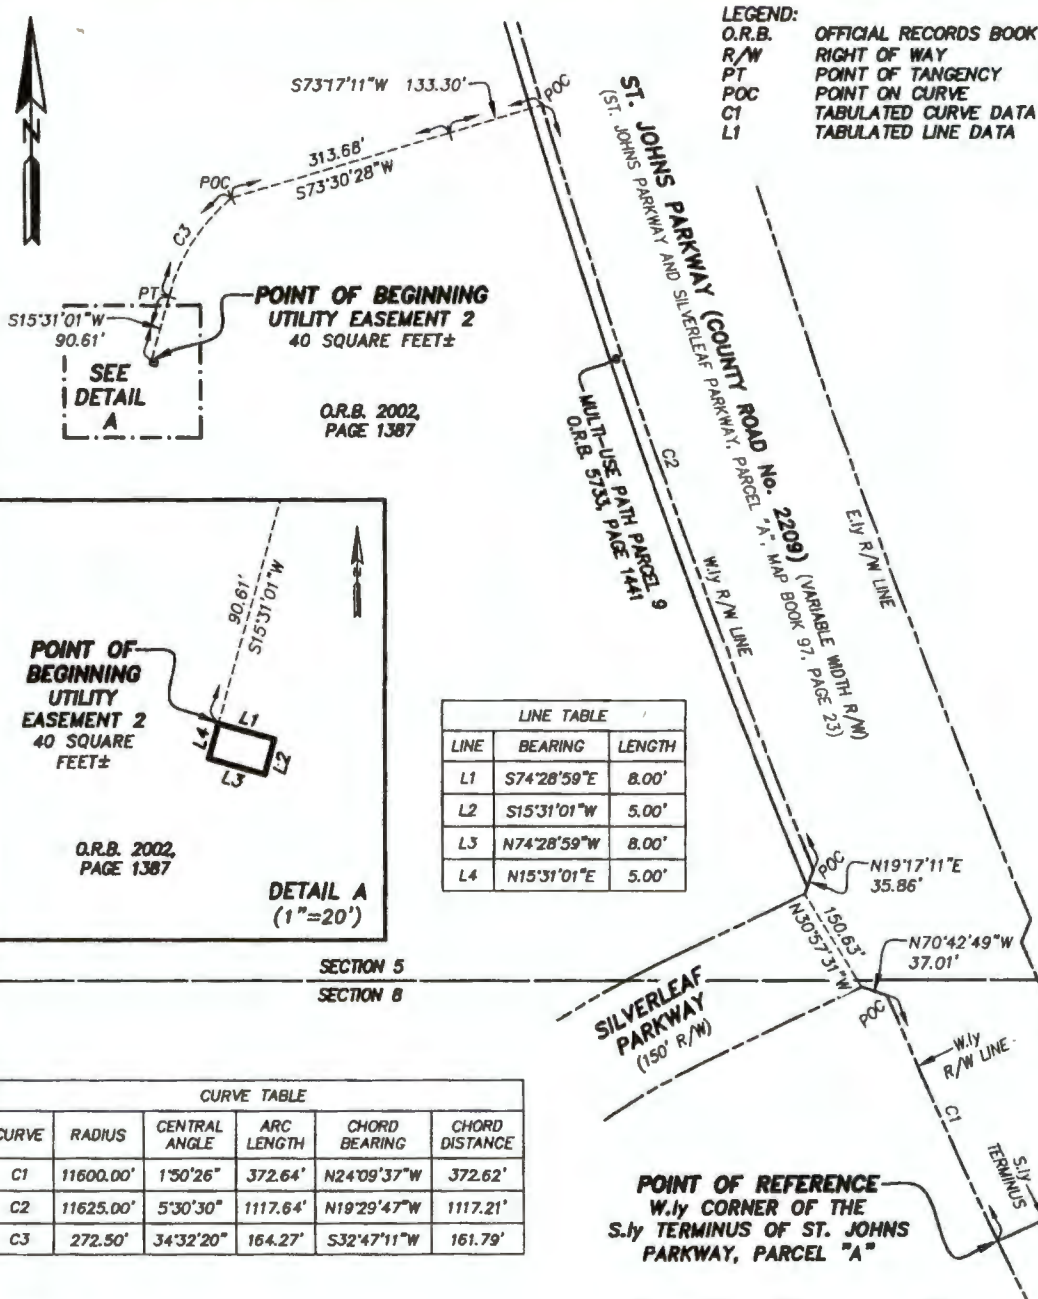 LEGEND:
O.R.B. OFFICIAL RECORDS BOOK
R/W RIGHT OF WAY
PT POINT OF TANGENCY
POC POINT ON CURVE
C1 TABULATED CURVE DATA
L1 TABULATED LINE DATA
N
S73°17'11"W 133.30'
POC
313.68'
S73°30'28"W
POC
C3
PT
S15°31'01"W
90.61'
POINT OF BEGINNING
UTILITY EASEMENT 2
40 SQUARE FEET±
SEE
DETAIL
A
O.R.B. 2002,
PAGE 1387
ST. JOHNS PARKWAY (COUNTY ROAD No. 2209) (VARIABLE WIDTH R/W)
(ST. JOHNS PARKWAY AND SILVERLEAF PARKWAY, PARCEL "A", MAP BOOK 97, PAGE 23)
MULTI-USE PATH PARCEL 9
O.R.B. 5733, PAGE 1441
C2
W.ly R/W LINE
E.ly R/W LINE
90.61'
S15°31'01"W
POINT OF
BEGINNING
UTILITY
EASEMENT 2
40 SQUARE
FEET±
L1
L4
L2
L3
O.R.B. 2002,
PAGE 1387
DETAIL A
(1"=20')
LINE TABLE
LINE BEARING LENGTH
L1 S74°28'59"E 8.00'
L2 S15°31'01"W 5.00'
L3 N74°28'59"W 8.00'
L4 N15°31'01"E 5.00'
POC
N19°17'11"E
35.86'
150.63'
N30°57'31"W
N70°42'49"W
37.01'
SECTION 5
SECTION 8
SILVERLEAF
PARKWAY
(150' R/W)
POC
W.ly
R/W LINE
C1
S.ly
TERMINUS
CURVE TABLE
CURVE RADIUS CENTRAL ANGLE ARC LENGTH CHORD BEARING CHORD DISTANCE
C1 11600.00' 1°50'26" 372.64' N24°09'37"W 372.62'
C2 11625.00' 5°30'30" 1117.64' N19°29'47"W 1117.21'
C3 272.50' 34°32'20" 164.27' S32°47'11"W 161.79'
POINT OF REFERENCE
W.ly CORNER OF THE
S.ly TERMINUS OF ST. JOHNS
PARKWAY, PARCEL "A"